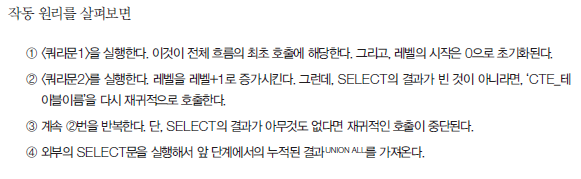 작동 원리를 살펴보면
① 〈쿼리문1〉을 실행한다. 이것이 전체 흐름의 최초 호출에 해당한다. 그리고, 레벨의 시작은 0으로 초기화된다.
② 〈쿼리문2〉를 실행한다. 레벨을 레벨+1로 증가시킨다. 그런데, SELECT의 결과가 빈 것이 아니라면, ‘CTE_테
이블이름’을 다시 재귀적으로 호출한다.
③ 계속 ②번을 반복한다. 단, SELECT의 결과가 아무것도 없다면 재귀적인 호출이 중단된다.
④ 외부의 SELECT문을 실행해서 앞 단계에서의 누적된 결과UNION ALL를 가져온다.